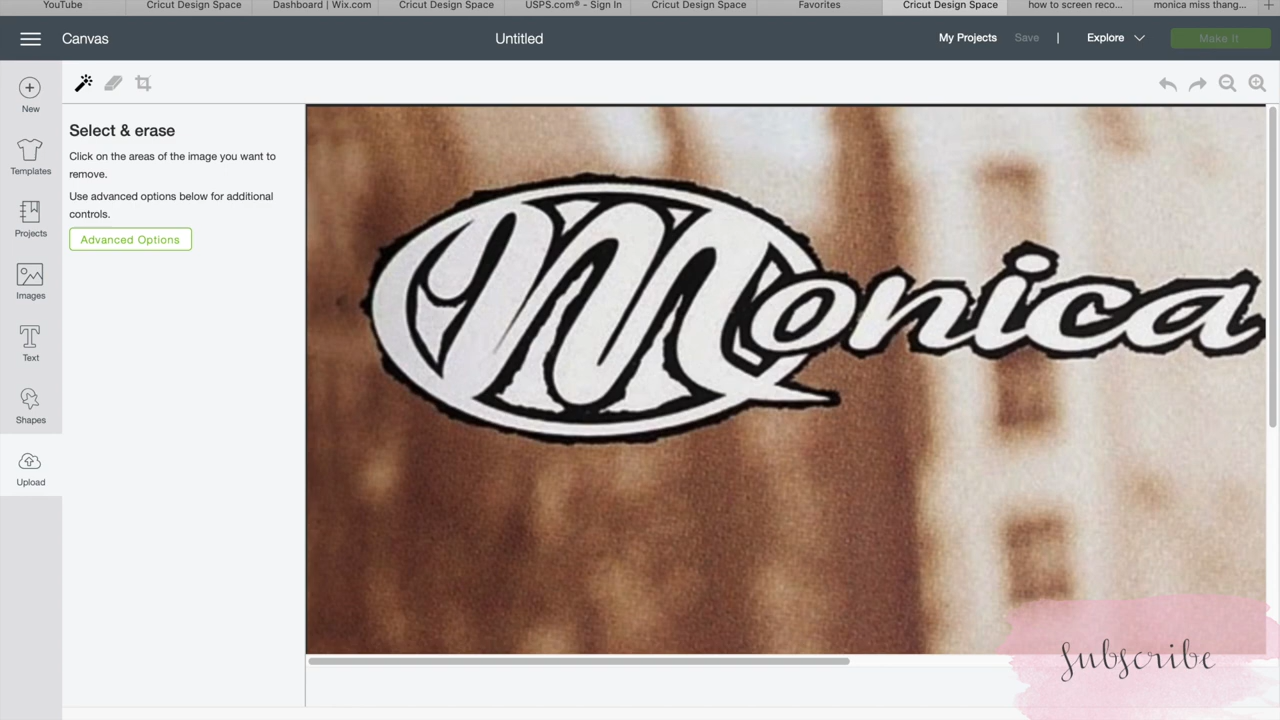 YouTube Cricut Design Space Dashboard | Wix.com Cricut Design Space USPS.com® - Sign In Cricut Design Space Favorites Cricut Design Space how to screen reco... monica miss thang... +
Canvas Untitled My Projects Save | Explore Make It
New
Templates
Projects
Images
Text
Shapes
Upload
Select & erase
Click on the areas of the image you want to
remove.
Use advanced options below for additional
controls.
Advanced Options
Monica
subscribe